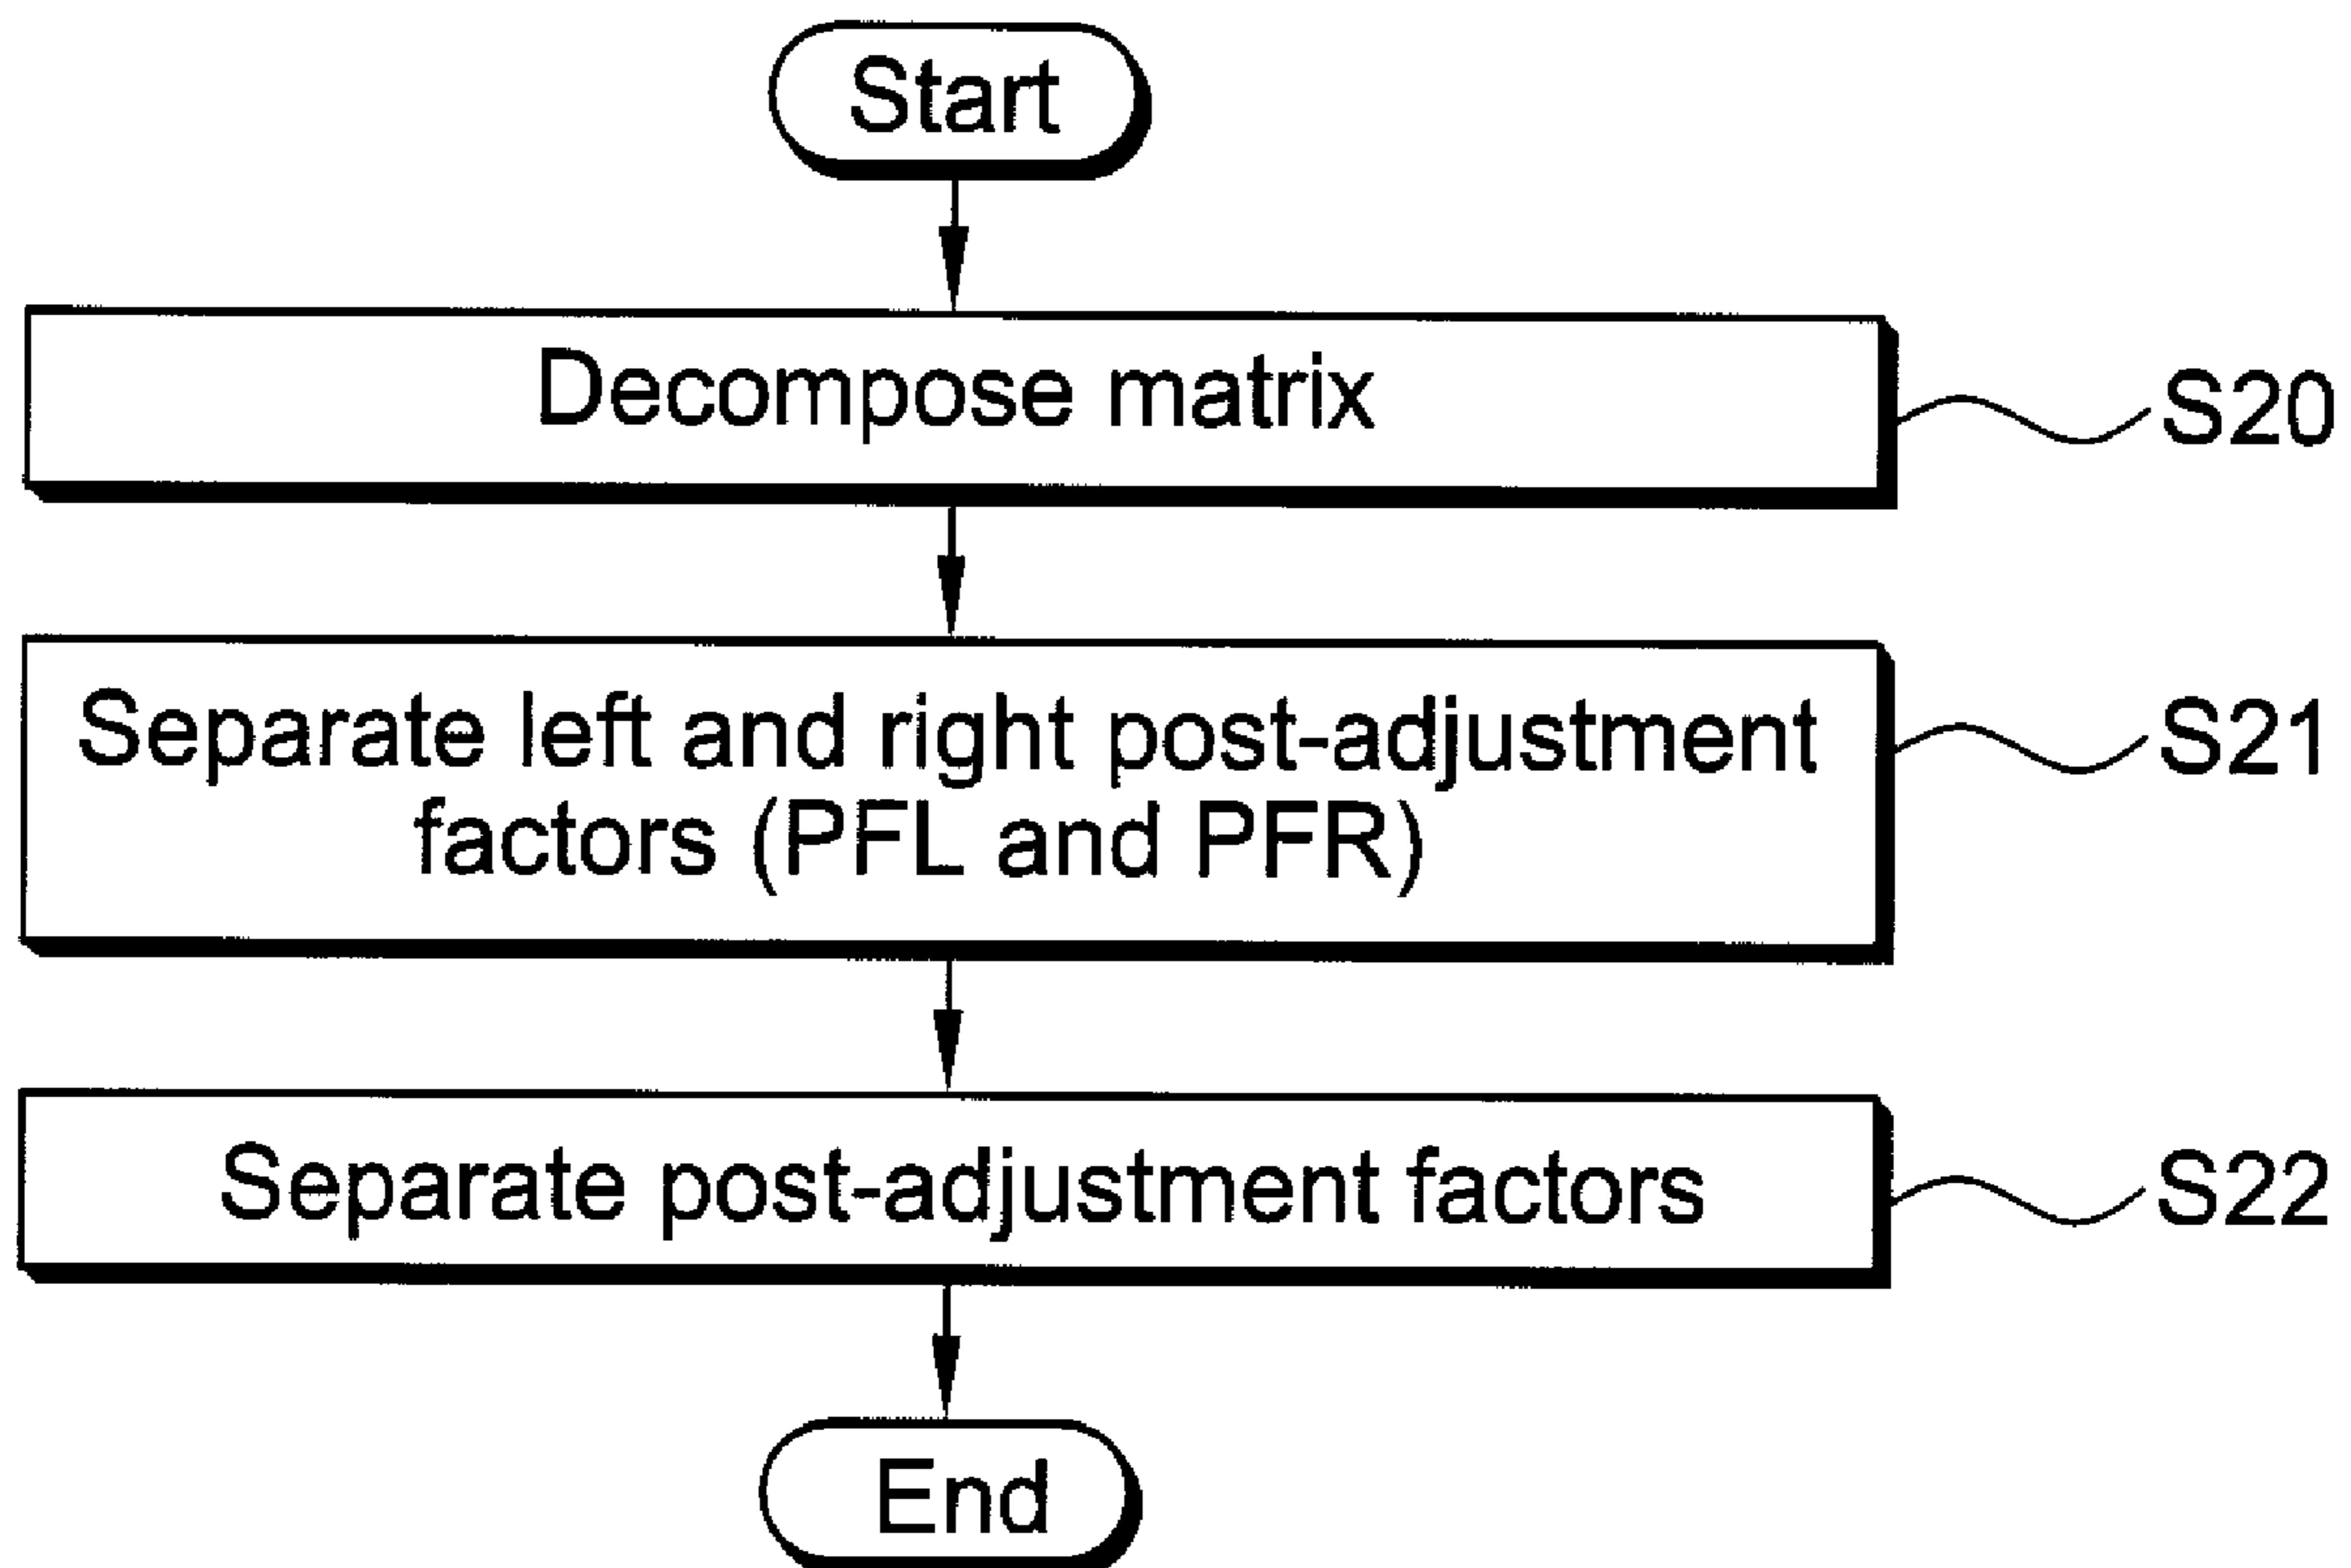 Start
Decompose matrix
S20
Separate left and right post-adjustment
factors (PFL and PFR)
S21
Separate post-adjustment factors
S22
End